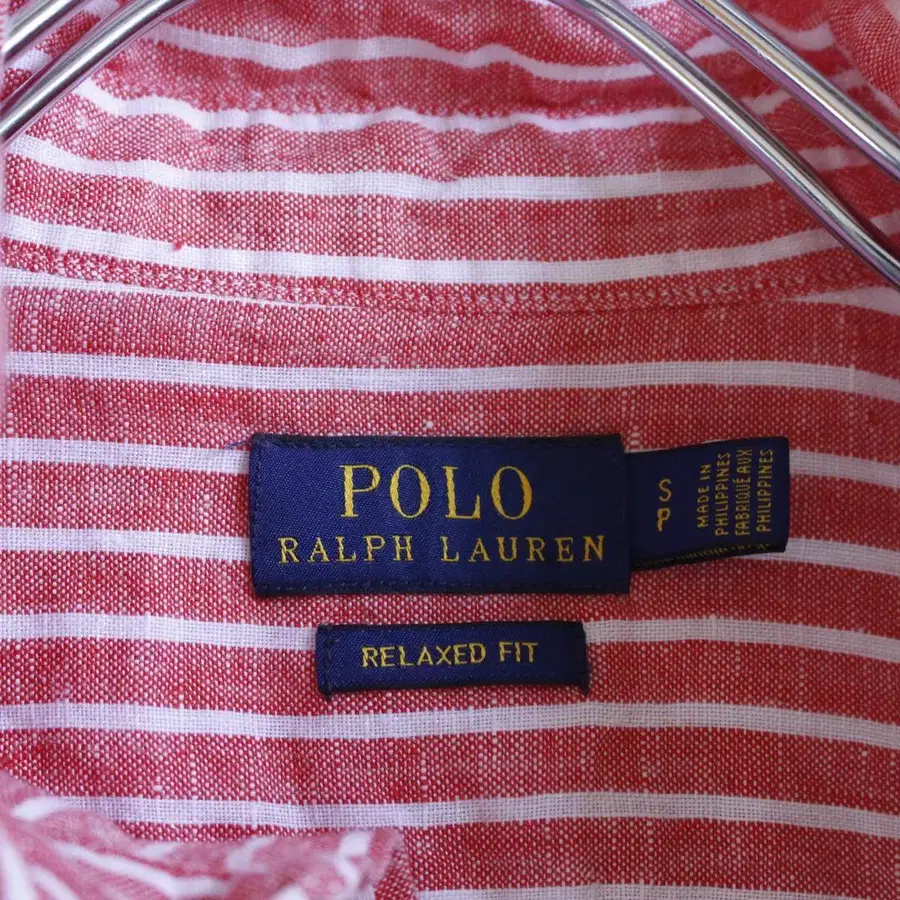 POLO
RALPH LAUREN
S
P
MADE IN
PHILIPPINES
FABRIQUÉ AUX
PHILIPPINES
RELAXED FIT